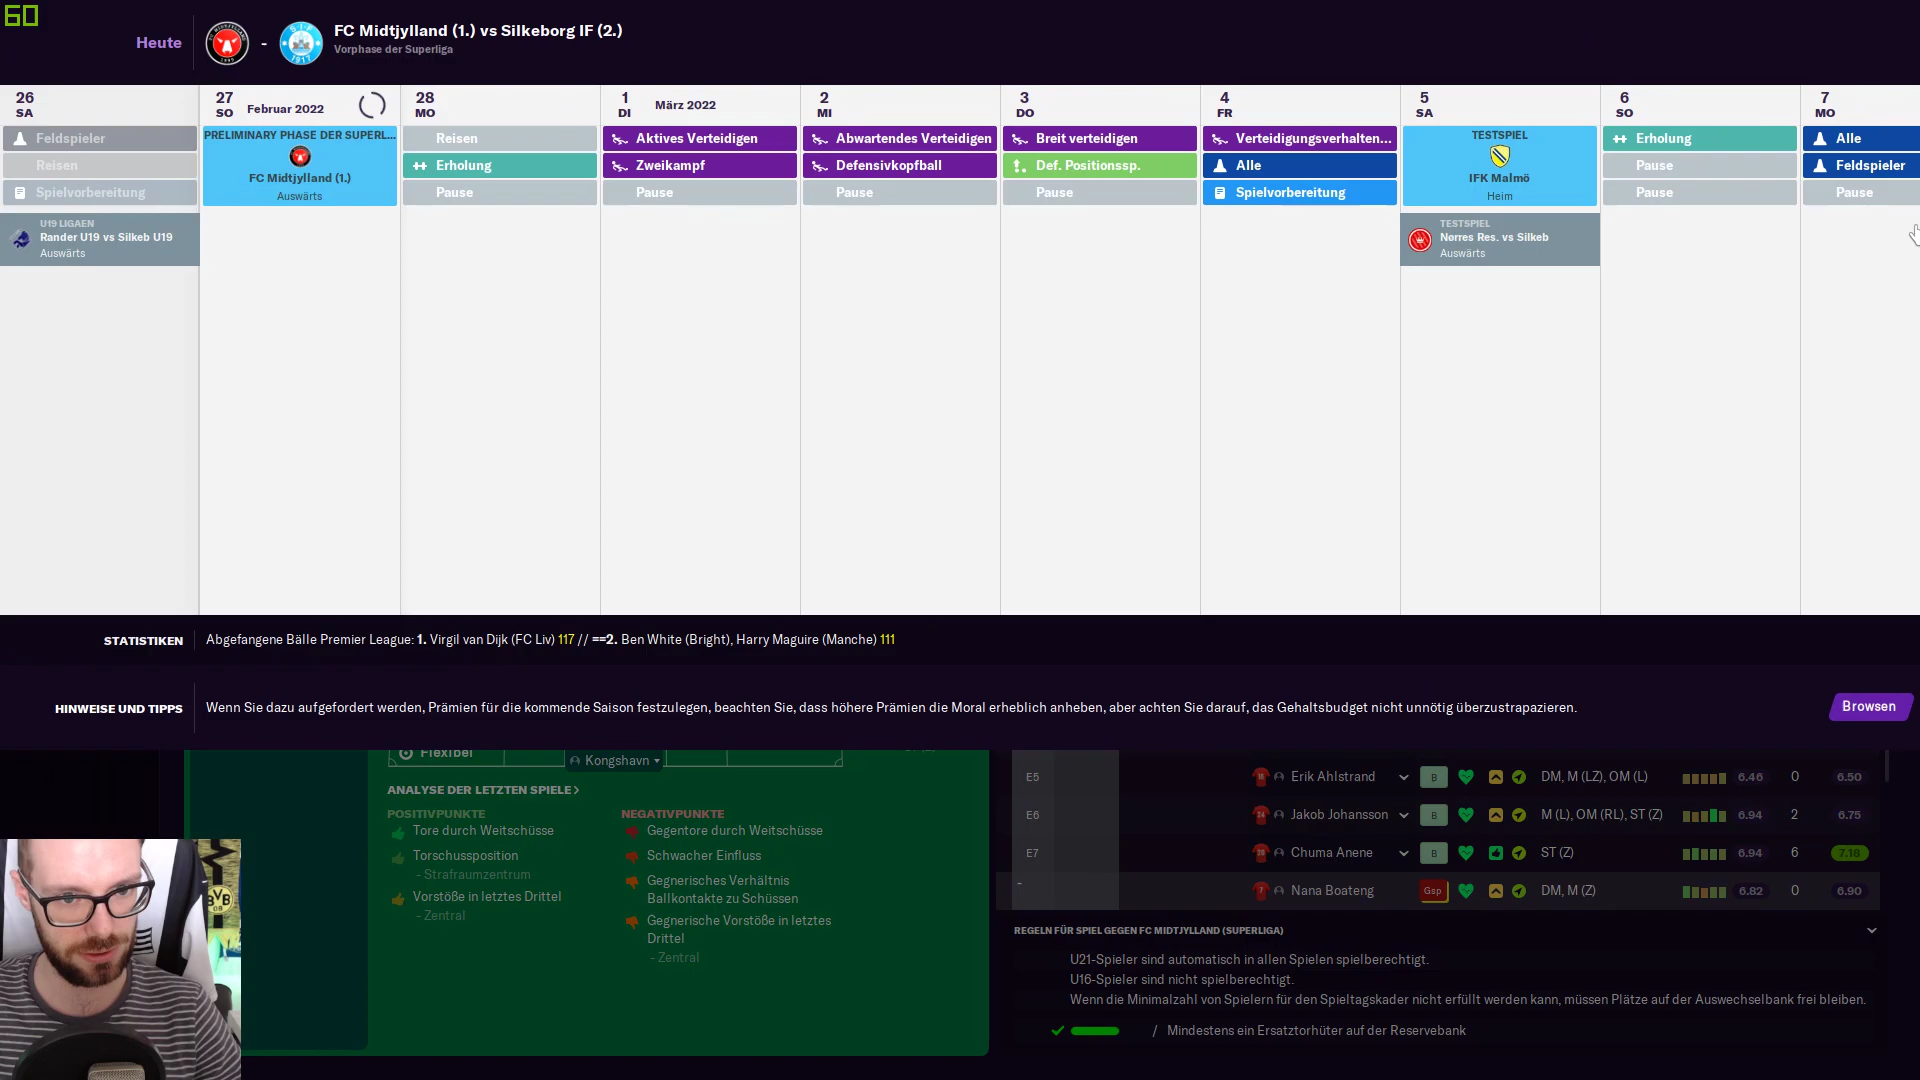 60
Heute
-
FC Midtjylland (1.) vs Silkeborg IF (2.)
Vorphase der Superliga
26
SA
27
SO
Februar 2022
28
MO
1
DI
März 2022
2
MI
3
DO
4
FR
5
SA
6
SO
7
MO
Feldspieler
Reisen
Spielvorbereitung
U19 LIGAEN
Rander U19 vs Silkeb U19
Auswärts
PRELIMINARY PHASE DER SUPERL...
FC Midtjylland (1.)
Auswärts
Reisen
Erholung
Pause
Aktives Verteidigen
Zweikampf
Pause
Abwartendes Verteidigen
Defensivkopfball
Pause
Breit verteidigen
Def. Positionssp.
Pause
Verteidigungsverhalten...
Alle
Spielvorbereitung
TESTSPIEL
IFK Malmö
Heim
TESTSPIEL
Nørres Res. vs Silkeb
Auswärts
Erholung
Pause
Pause
Alle
Feldspieler
Pause
STATISTIKEN
Abgefangene Bälle Premier League: 1. Virgil van Dijk (FC Liv) 117 // ==2. Ben White (Bright), Harry Maguire (Manche) 111
HINWEISE UND TIPPS
Wenn Sie dazu aufgefordert werden, Prämien für die kommende Saison festzulegen, beachten Sie, dass höhere Prämien die Moral erheblich anheben, aber achten Sie darauf, das Gehaltsbudget nicht unnötig überzustrapazieren.
Browsen
Flexibel
Kongshavn
ANALYSE DER LETZTEN SPIELE >
POSITIVPUNKTE
Tore durch Weitschüsse
Torschussposition
- Strafraumzentrum
Vorstöße in letztes Drittel
- Zentral
NEGATIVPUNKTE
Gegentore durch Weitschüsse
Schwacher Einfluss
Gegnerisches Verhältnis
Ballkontakte zu Schüssen
Gegnerische Vorstöße in letztes
Drittel
- Zentral
E5 Erik Ahlstrand B DM, M (LZ), OM (L) 6.46 0 6.50
E6 Jakob Johansson B M (L), OM (RL), ST (Z) 6.94 2 6.75
E7 Chuma Anene B ST (Z) 6.94 6 7.18
- Nana Boateng Gsp DM, M (Z) 6.82 0 6.90
REGELN FÜR SPIEL GEGEN FC MIDTJYLLAND (SUPERLIGA)
U21-Spieler sind automatisch in allen Spielen spielberechtigt.
U16-Spieler sind nicht spielberechtigt.
Wenn die Minimalzahl von Spielern für den Spieltagskader nicht erfüllt werden kann, müssen Plätze auf der Auswechselbank frei bleiben.
/ Mindestens ein Ersatztorhüter auf der Reservebank
BVB
09